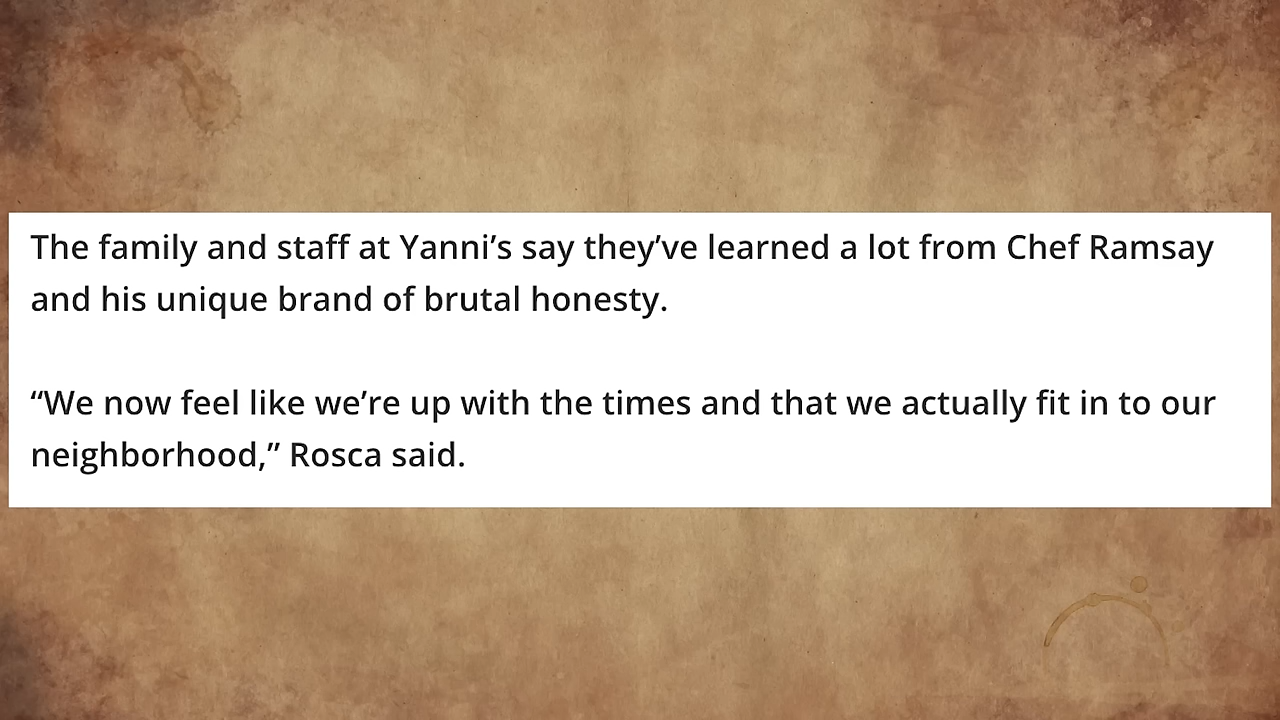 The family and staff at Yanni’s say they’ve learned a lot from Chef Ramsay
and his unique brand of brutal honesty.
“We now feel like we’re up with the times and that we actually fit in to our
neighborhood,” Rosca said.